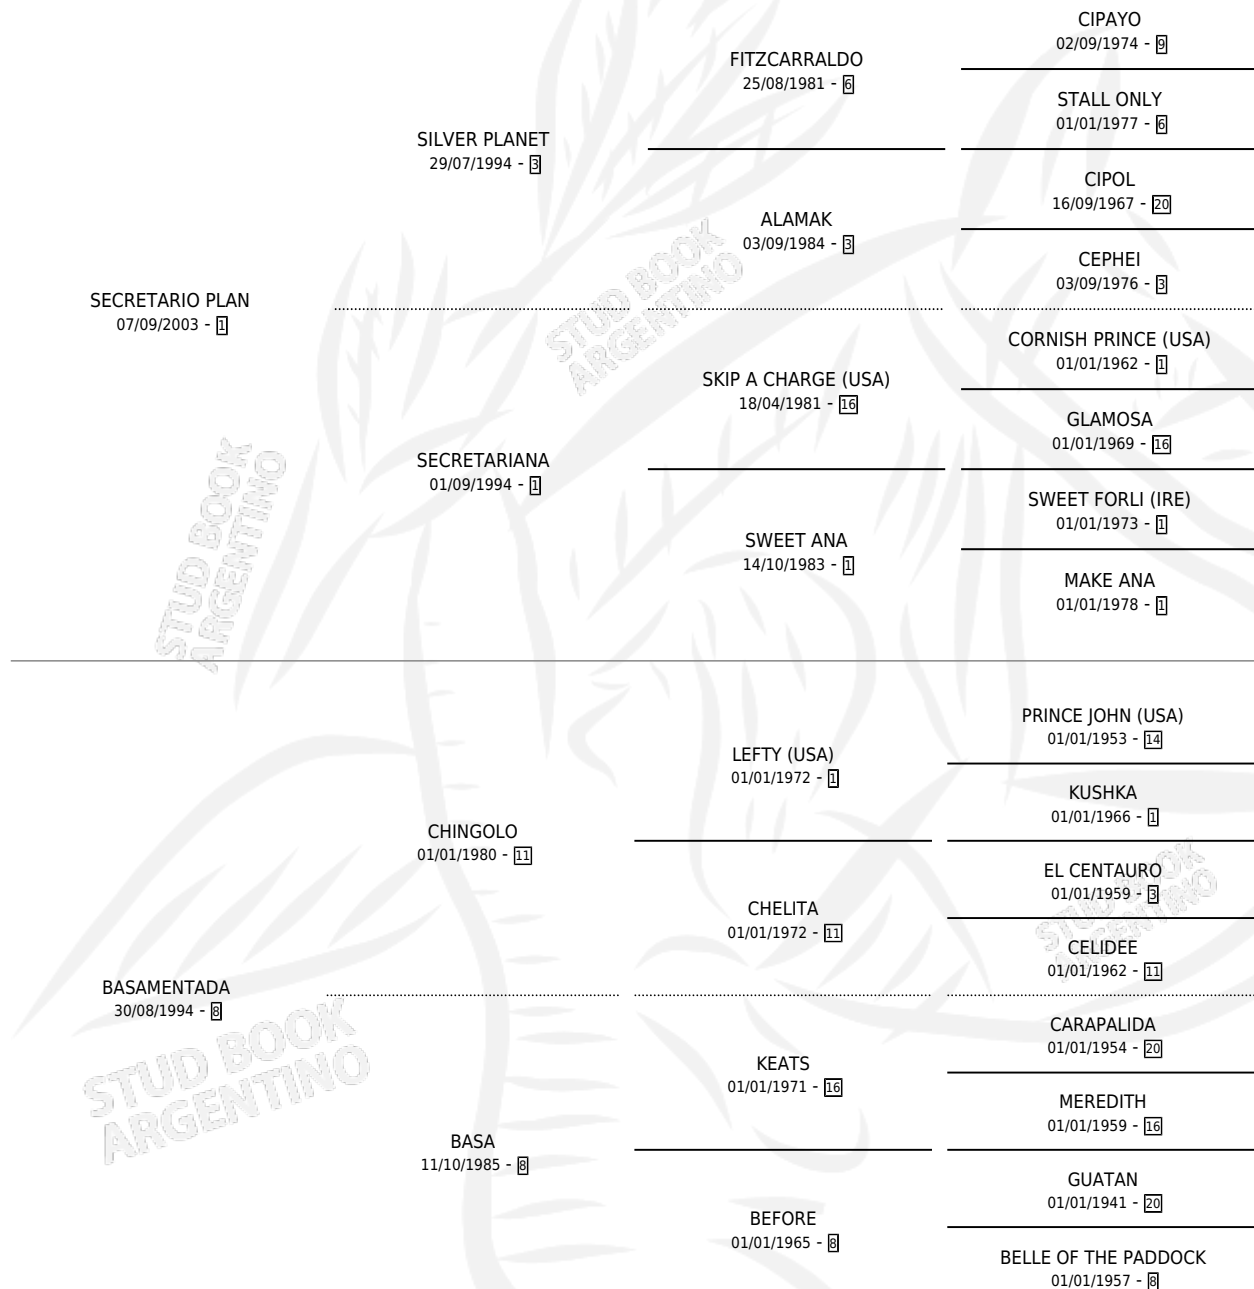 CIPAYO
02/09/1974 - 9
FITZCARRALDO
25/08/1981 - 6
STALL ONLY
01/01/1977 - 6
SILVER PLANET
29/07/1994 - 3
CIPOL
16/09/1967 - 20
ALAMAK
03/09/1984 - 3
CEPHEI
03/09/1976 - 3
SECRETARIO PLAN
07/09/2003 - 1
CORNISH PRINCE (USA)
01/01/1962 - 1
SKIP A CHARGE (USA)
18/04/1981 - 16
GLAMOSA
01/01/1969 - 16
SECRETARIANA
01/09/1994 - 1
SWEET FORLI (IRE)
01/01/1973 - 1
SWEET ANA
14/10/1983 - 1
MAKE ANA
01/01/1978 - 1
PRINCE JOHN (USA)
01/01/1953 - 14
LEFTY (USA)
01/01/1972 - 1
KUSHKA
01/01/1966 - 1
CHINGOLO
01/01/1980 - 11
EL CENTAURO
01/01/1959 - 3
CHELITA
01/01/1972 - 11
CELIDEE
01/01/1962 - 11
BASAMENTADA
30/08/1994 - 8
CARAPALIDA
01/01/1954 - 20
KEATS
01/01/1971 - 16
MEREDITH
01/01/1959 - 16
BASA
11/10/1985 - 8
GUATAN
01/01/1941 - 20
BEFORE
01/01/1965 - 8
BELLE OF THE PADDOCK
01/01/1957 - 8
STUD BOOK
ARGENTINO
STUD BOOK
ARGENTINO
STUD BOOK
ARGENTINO
STUD BOOK
ARGENTINO